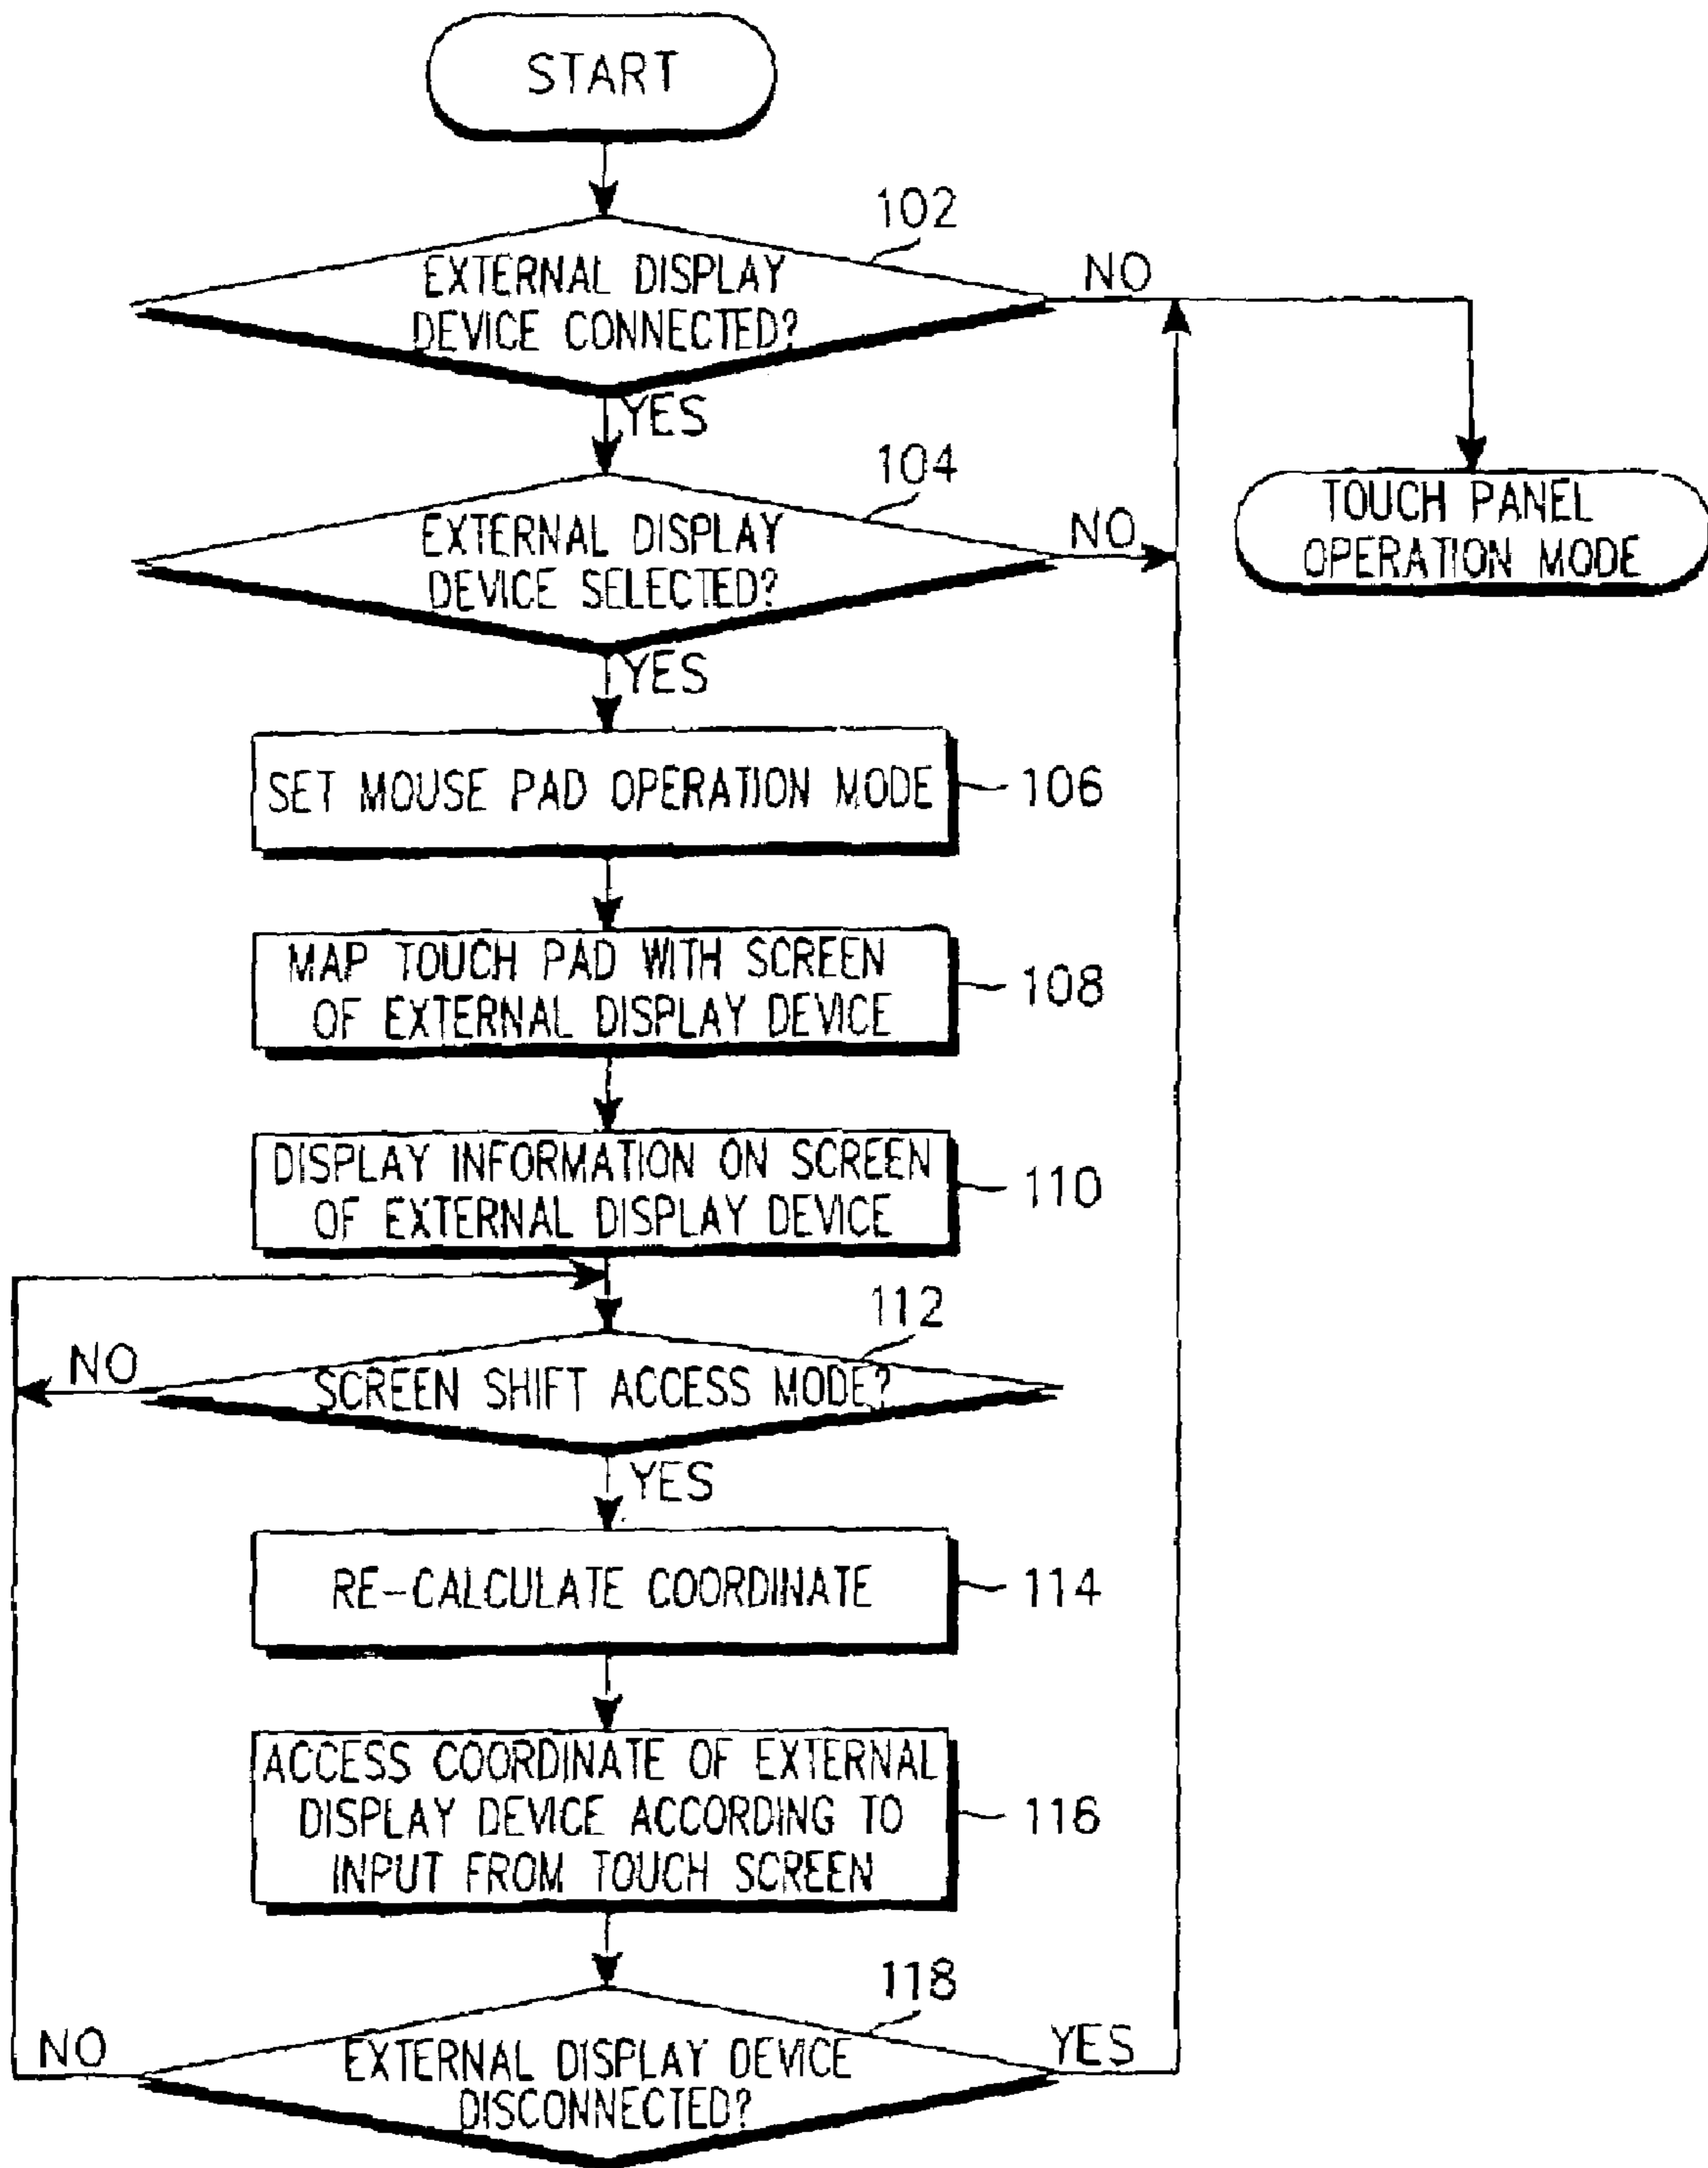 START
102
EXTERNAL DISPLAY
DEVICE CONNECTED?
NO
YES
104
EXTERNAL DISPLAY
DEVICE SELECTED?
NO
TOUCH PANEL
OPERATION MODE
YES
SET MOUSE PAD OPERATION MODE
106
MAP TOUCH PAD WITH SCREEN
OF EXTERNAL DISPLAY DEVICE
108
DISPLAY INFORMATION ON SCREEN
OF EXTERNAL DISPLAY DEVICE
110
112
NO
SCREEN SHIFT ACCESS MODE?
YES
RE-CALCULATE COORDINATE
114
ACCESS COORDINATE OF EXTERNAL
DISPLAY DEVICE ACCORDING TO
INPUT FROM TOUCH SCREEN
116
118
NO
EXTERNAL DISPLAY DEVICE
DISCONNECTED?
YES